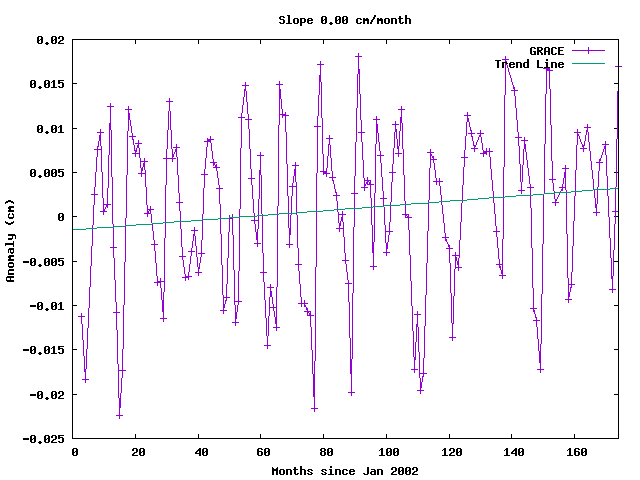 Slope 0.00 cm/month
GRACE
Trend Line
0.02
0.015
0.01
0.005
0
-0.005
-0.01
-0.015
-0.02
-0.025
Anomaly (cm)
0 20 40 60 80 100 120 140 160
Months since Jan 2002